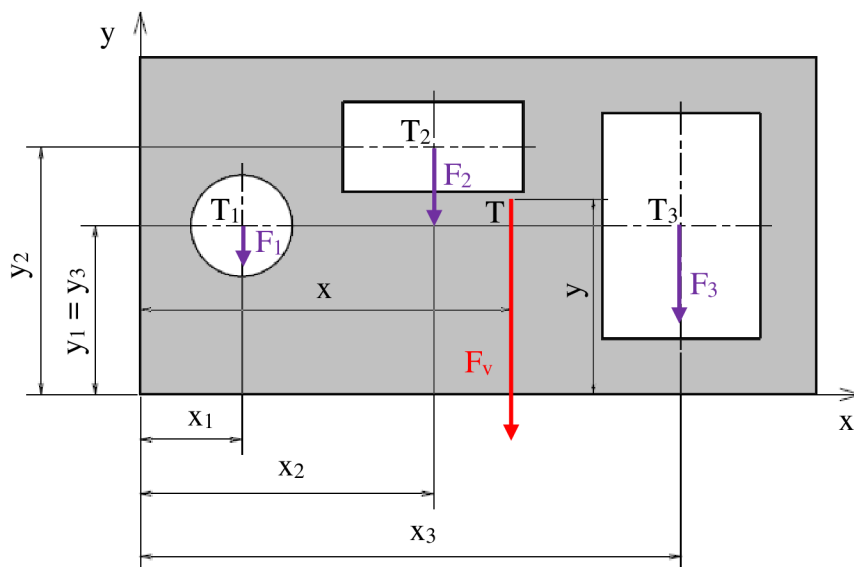 y
T₂
F₂
T₁
F₁
T
T₃
F₃
y₂
y₁ = y₃
x
y
Fᵥ
x₁
x
x₂
x₃